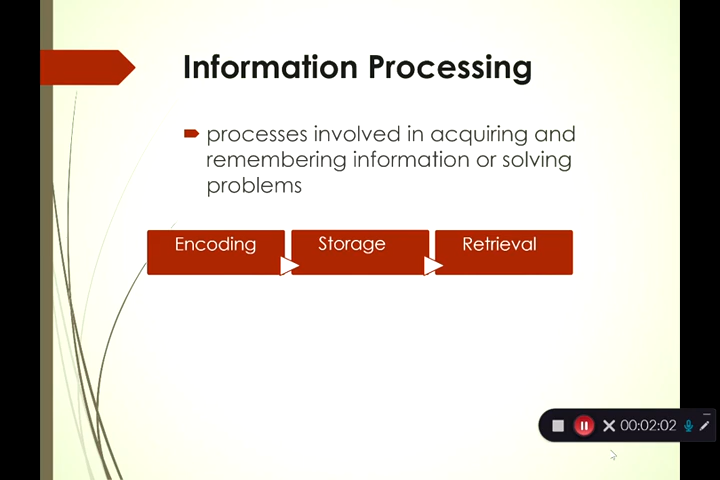 Information Processing
processes involved in acquiring and
remembering information or solving
problems
Encoding Storage Retrieval
00:02:02